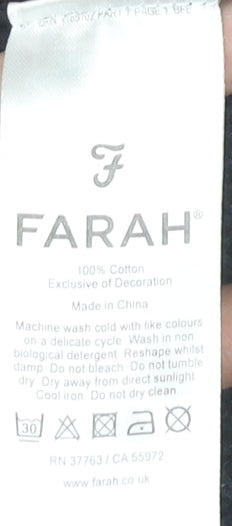 F
FARAH®
100% Cotton
Exclusive of Decoration
Made in China
Machine wash cold with like colours
on a delicate cycle. Wash in non
biological detergent. Reshape whilst
damp. Do not bleach. Do not tumble
dry. Dry away from direct sunlight.
Cool iron. Do not dry clean.
30
RN 37763 / CA 55972
www.farah.co.uk